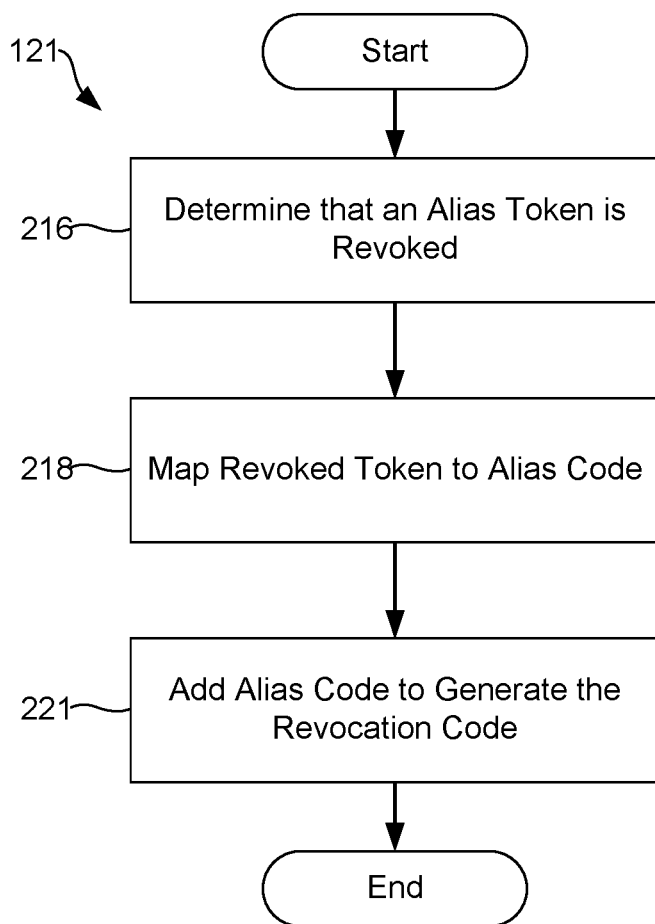 121
Start
216
Determine that an Alias Token is
Revoked
218
Map Revoked Token to Alias Code
221
Add Alias Code to Generate the
Revocation Code
End